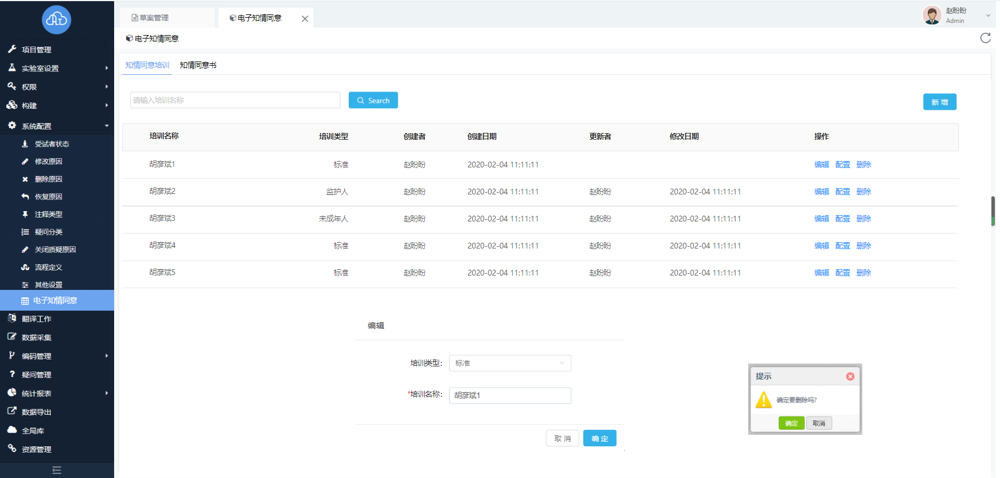 草案管理
电子知情同意
赵盼盼
Admin
电子知情同意
项目管理
实验室设置
权限
构建
系统配置
受试者状态
修改原因
删除原因
恢复原因
注释类型
疑问分类
关闭质疑原因
流程定义
其他设置
电子知情同意
翻译工作
数据采集
编码管理
疑问管理
统计报表
数据导出
全局库
资源管理
知情同意培训 知情同意书
请输入培训名称 Search 新 增
培训名称 培训类型 创建者 创建日期 更新者 修改日期 操作
胡彦斌1 标准 赵盼盼 2020-02-04 11:11:11 编辑 配置 删除
胡彦斌2 监护人 赵盼盼 2020-02-04 11:11:11 赵盼盼 2020-02-04 11:11:11 编辑 配置 删除
胡彦斌3 未成年人 赵盼盼 2020-02-04 11:11:11 赵盼盼 2020-02-04 11:11:11 编辑 配置 删除
胡彦斌4 标准 赵盼盼 2020-02-04 11:11:11 赵盼盼 2020-02-04 11:11:11 编辑 配置 删除
胡彦斌5 标准 赵盼盼 2020-02-04 11:11:11 赵盼盼 2020-02-04 11:11:11 编辑 配置 删除
编辑
培训类型: 标准
*培训名称: 胡彦斌1
取 消 确 定
提示
确定要删除吗?
确定 取消